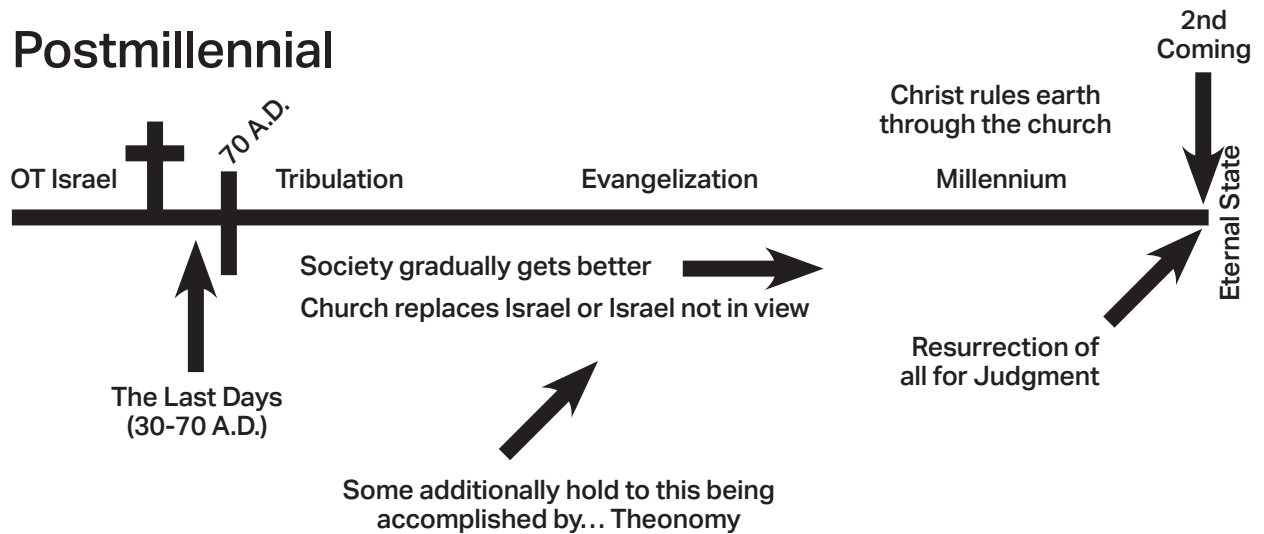 Postmillennial
2nd
Coming
70 A.D.
Christ rules earth
through the church
OT Israel
Tribulation
Evangelization
Millennium
Eternal State
Society gradually gets better
Church replaces Israel or Israel not in view
The Last Days
(30-70 A.D.)
Resurrection of
all for Judgment
Some additionally hold to this being
accomplished by... Theonomy